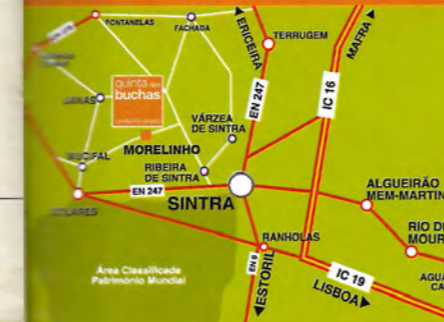 FONTANELAS
FACHADA
ERICEIRA
TERRUGEM
MAFRA
quinta das
buchas
JANAS
EN 247
IC 16
VÁRZEA
DE SINTRA
MORELINHO
MUCIFAL
RIBEIRA
DE SINTRA
EN 247
SINTRA
COLARES
ALGUEIRÃO
MEM-MARTIN
RIO D
MOUR
RANHOLAS
EN 9
ESTORIL
IC 19
LISBOA
Área Classificada
Património Mundial
AGUA
CA